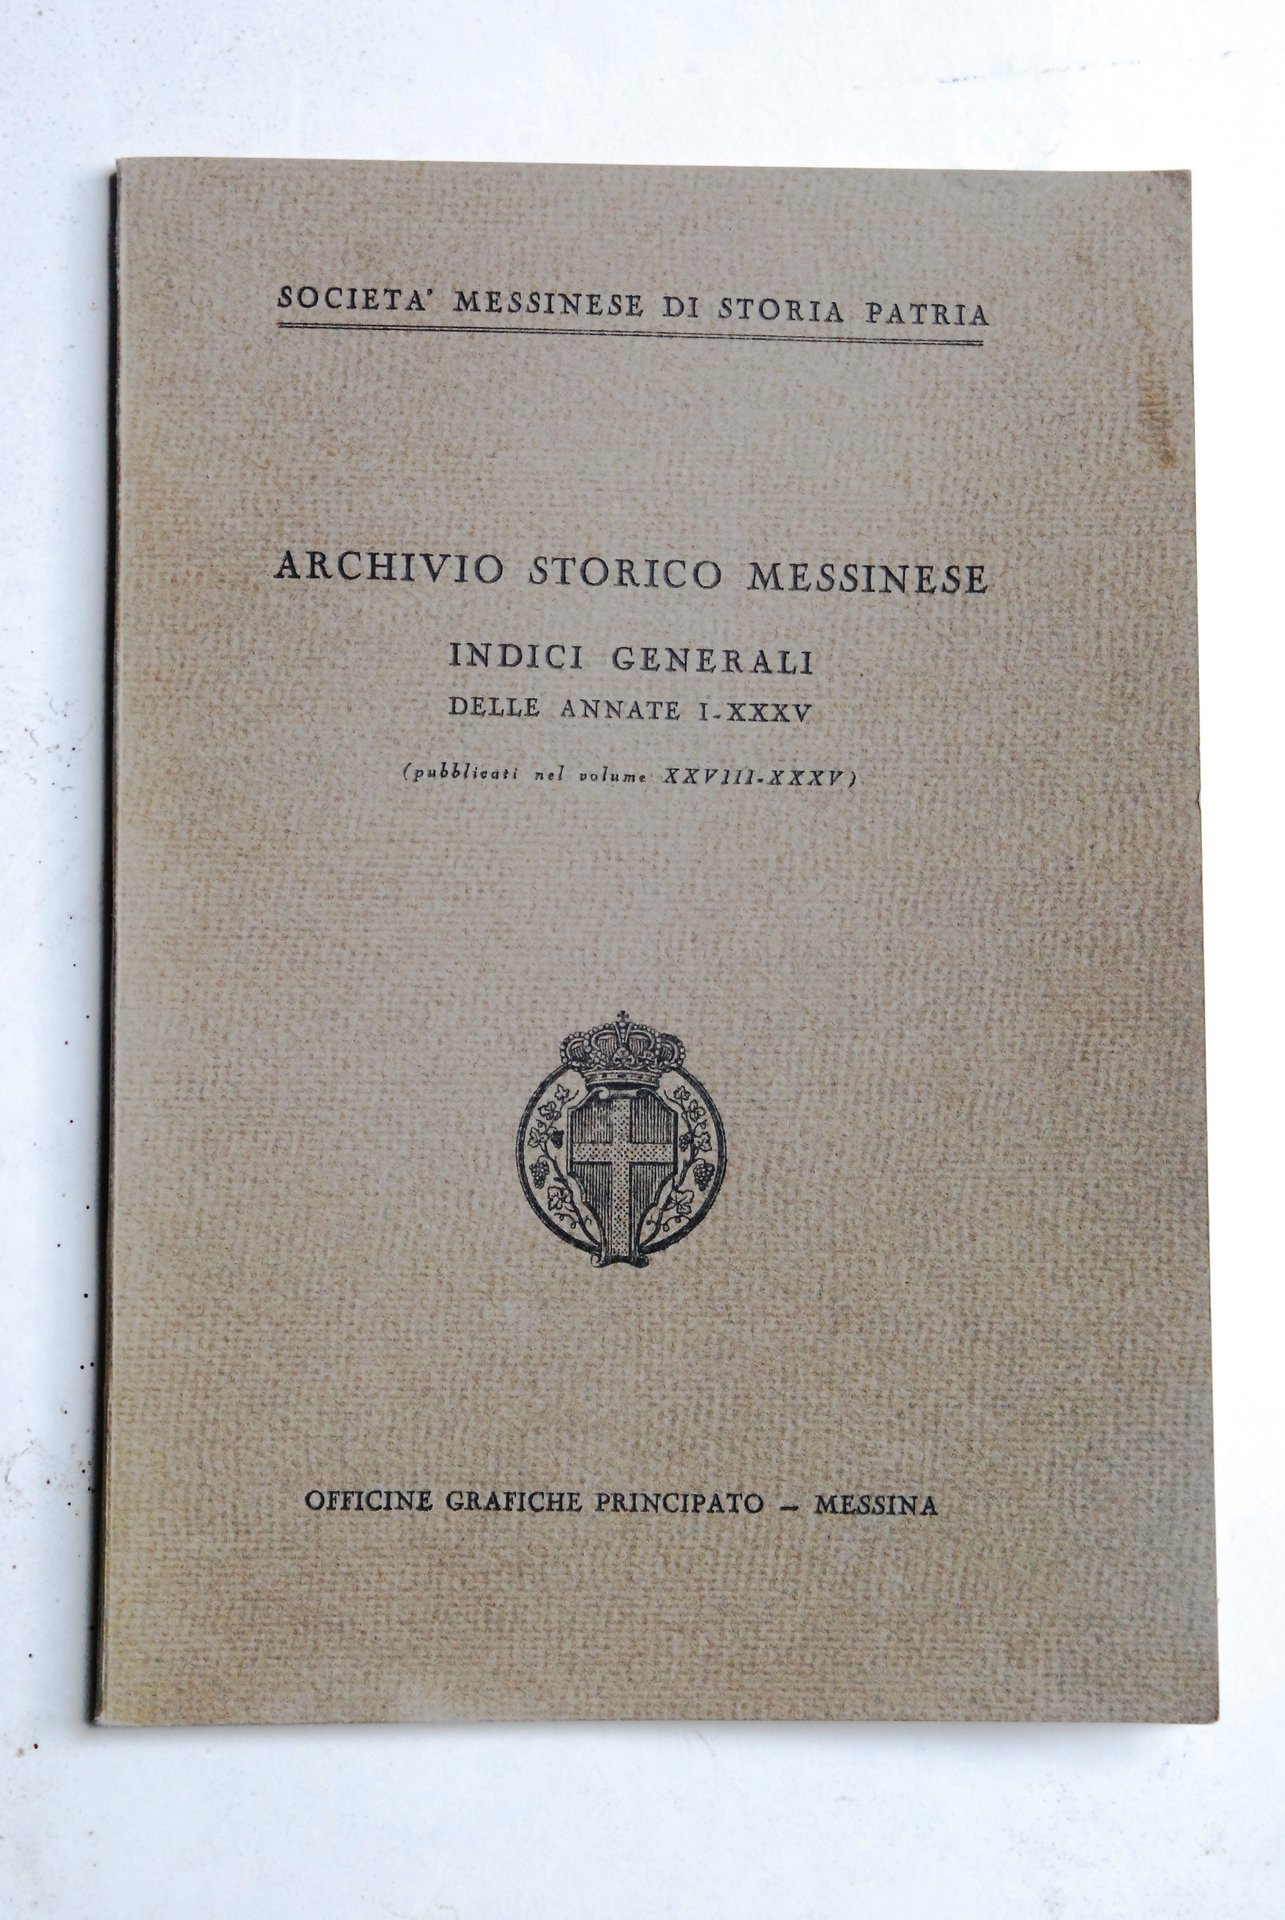 SOCIETA' MESSINESE DI STORIA PATRIA
ARCHIVIO STORICO MESSINESE
INDICI GENERALI
DELLE ANNATE I-XXXV
(pubblicati nel volume XXVIII-XXXV)
OFFICINE GRAFICHE PRINCIPATO – MESSINA